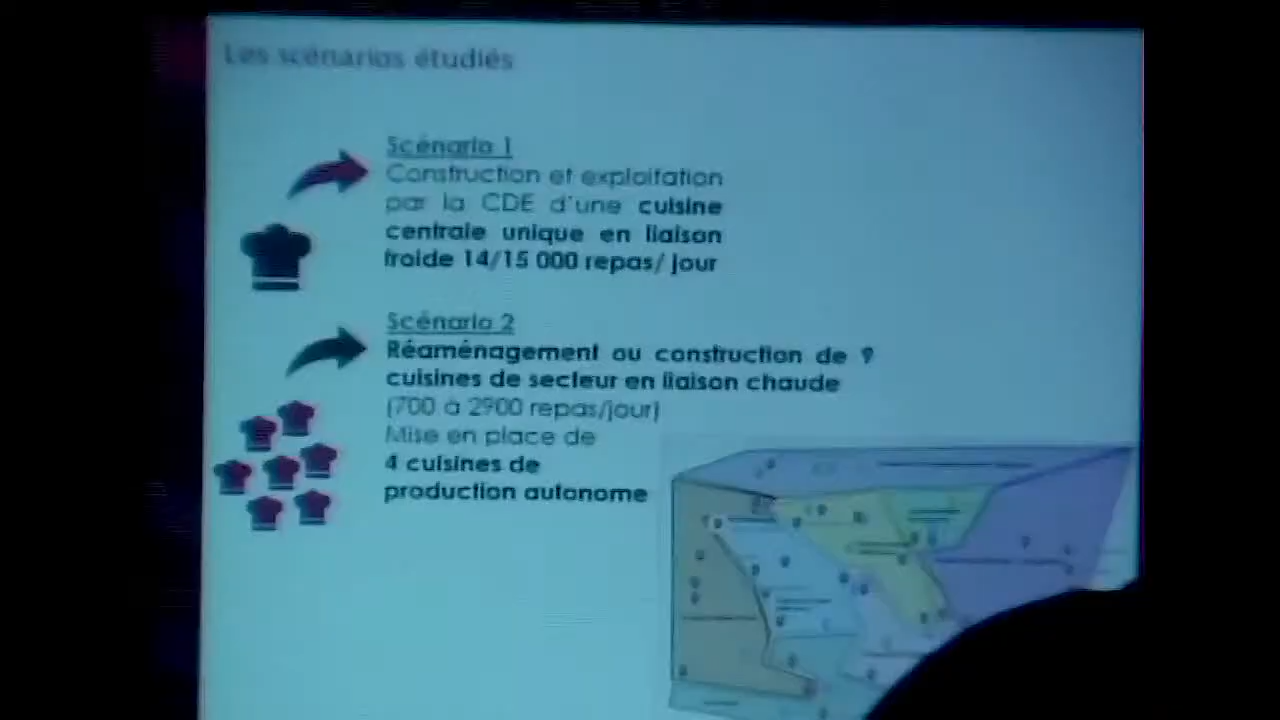 Les scénarios étudiés
Scénario 1
Construction et exploitation
par la CDE d'une cuisine
centrale unique en liaison
froide 14/15 000 repas/ jour
Scénario 2
Réaménagement ou construction de 9
cuisines de secteur en liaison chaude
(700 à 2900 repas/jour)
Mise en place de
4 cuisines de
production autonome